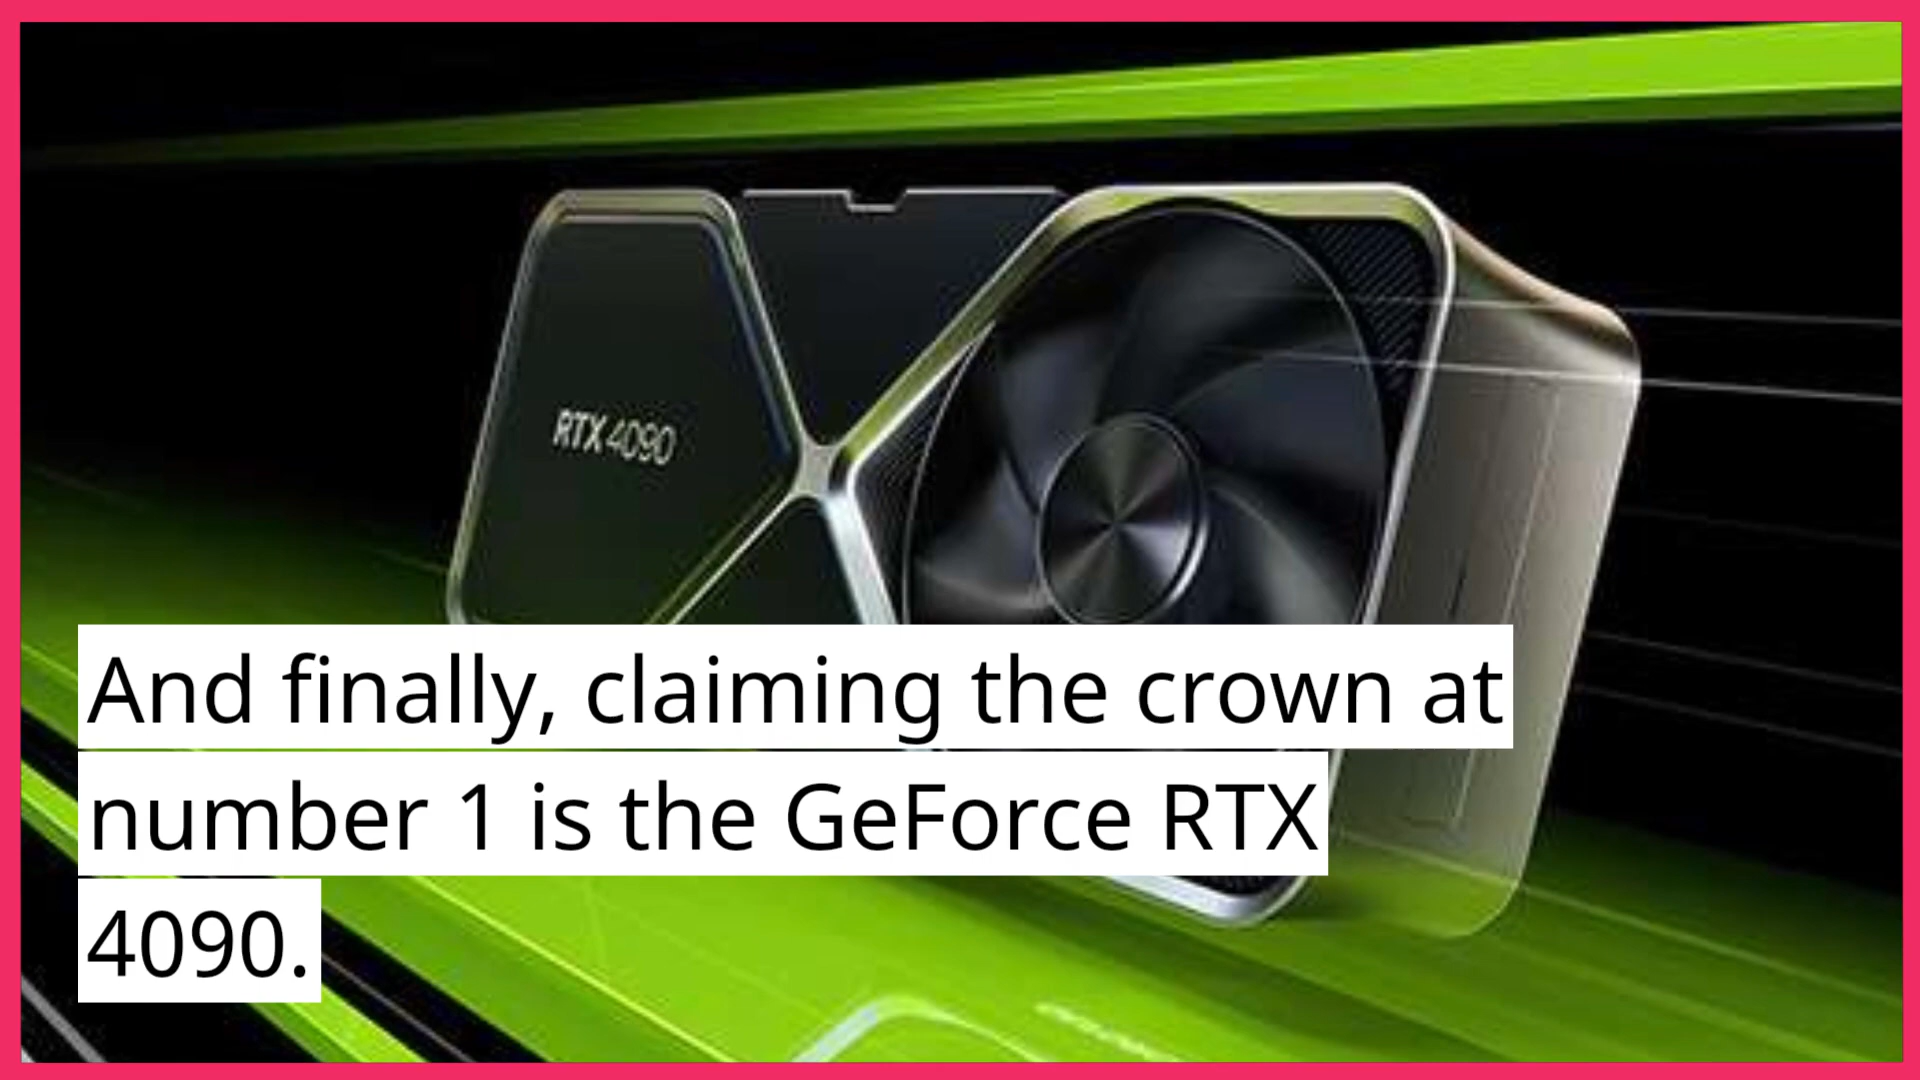 RTX 4090
And finally, claiming the crown at
number 1 is the GeForce RTX
4090.